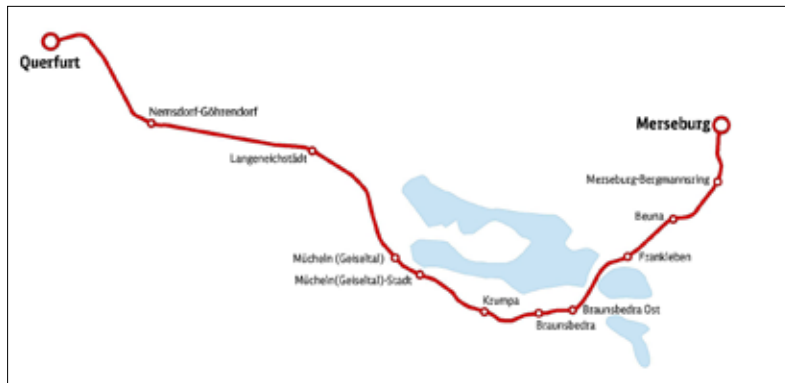 Querfurt
Nemsdorf-Göhrendorf
Merseburg
Langeneichstädt
Merseburg-Bergmannsring
Beuna
Mücheln (Geiseltal)
Frankleben
Mücheln(Geiseltal)-Stadt
Krumpa
Braunsbedra Ost
Braunsbedra